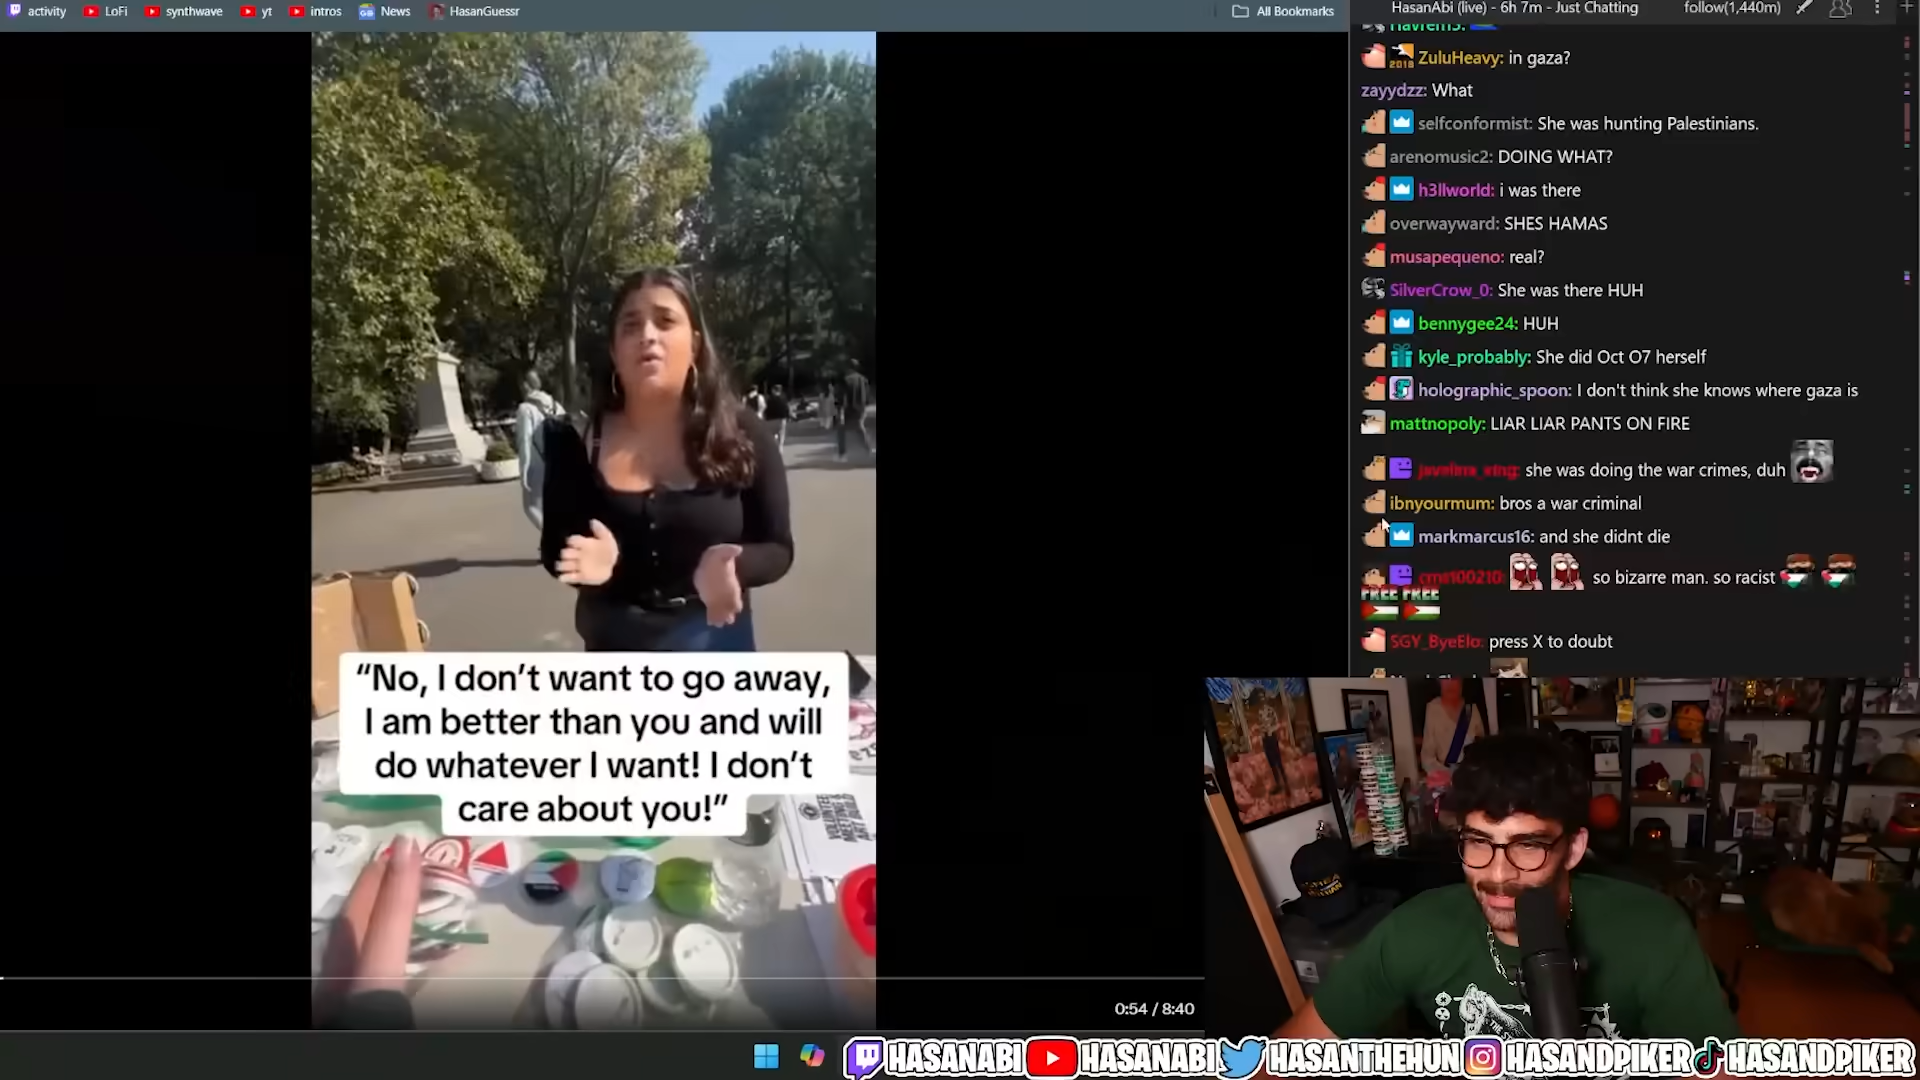 activity
LoFi
synthwave
yt
intros
News
HasanGuessr
All Bookmarks
HasanAbi (live) - 6h 7m - Just Chatting
follow(1,440m)
ZuluHeavy: in gaza?
zayydzz: What
selfconformist: She was hunting Palestinians.
arenomusic2: DOING WHAT?
h3llworld: i was there
overwayward: SHES HAMAS
musapequeno: real?
SilverCrow_0: She was there HUH
bennygee24: HUH
kyle_probably: She did Oct O7 herself
holographic_spoon: I don't think she knows where gaza is
mattnopoly: LIAR LIAR PANTS ON FIRE
she was doing the war crimes, duh
ibnyourmum: bros a war criminal
markmarcus16: and she didnt die
so bizarre man. so racist
FREE FREE
SGY_ByeElo: press X to doubt
“No, I don’t want to go away,
I am better than you and will
do whatever I want! I don’t
care about you!”
0:54 / 8:40
HASANABI
HASANABI
HASANTHEHUN
HASANDPIKER
HASANDPIKER